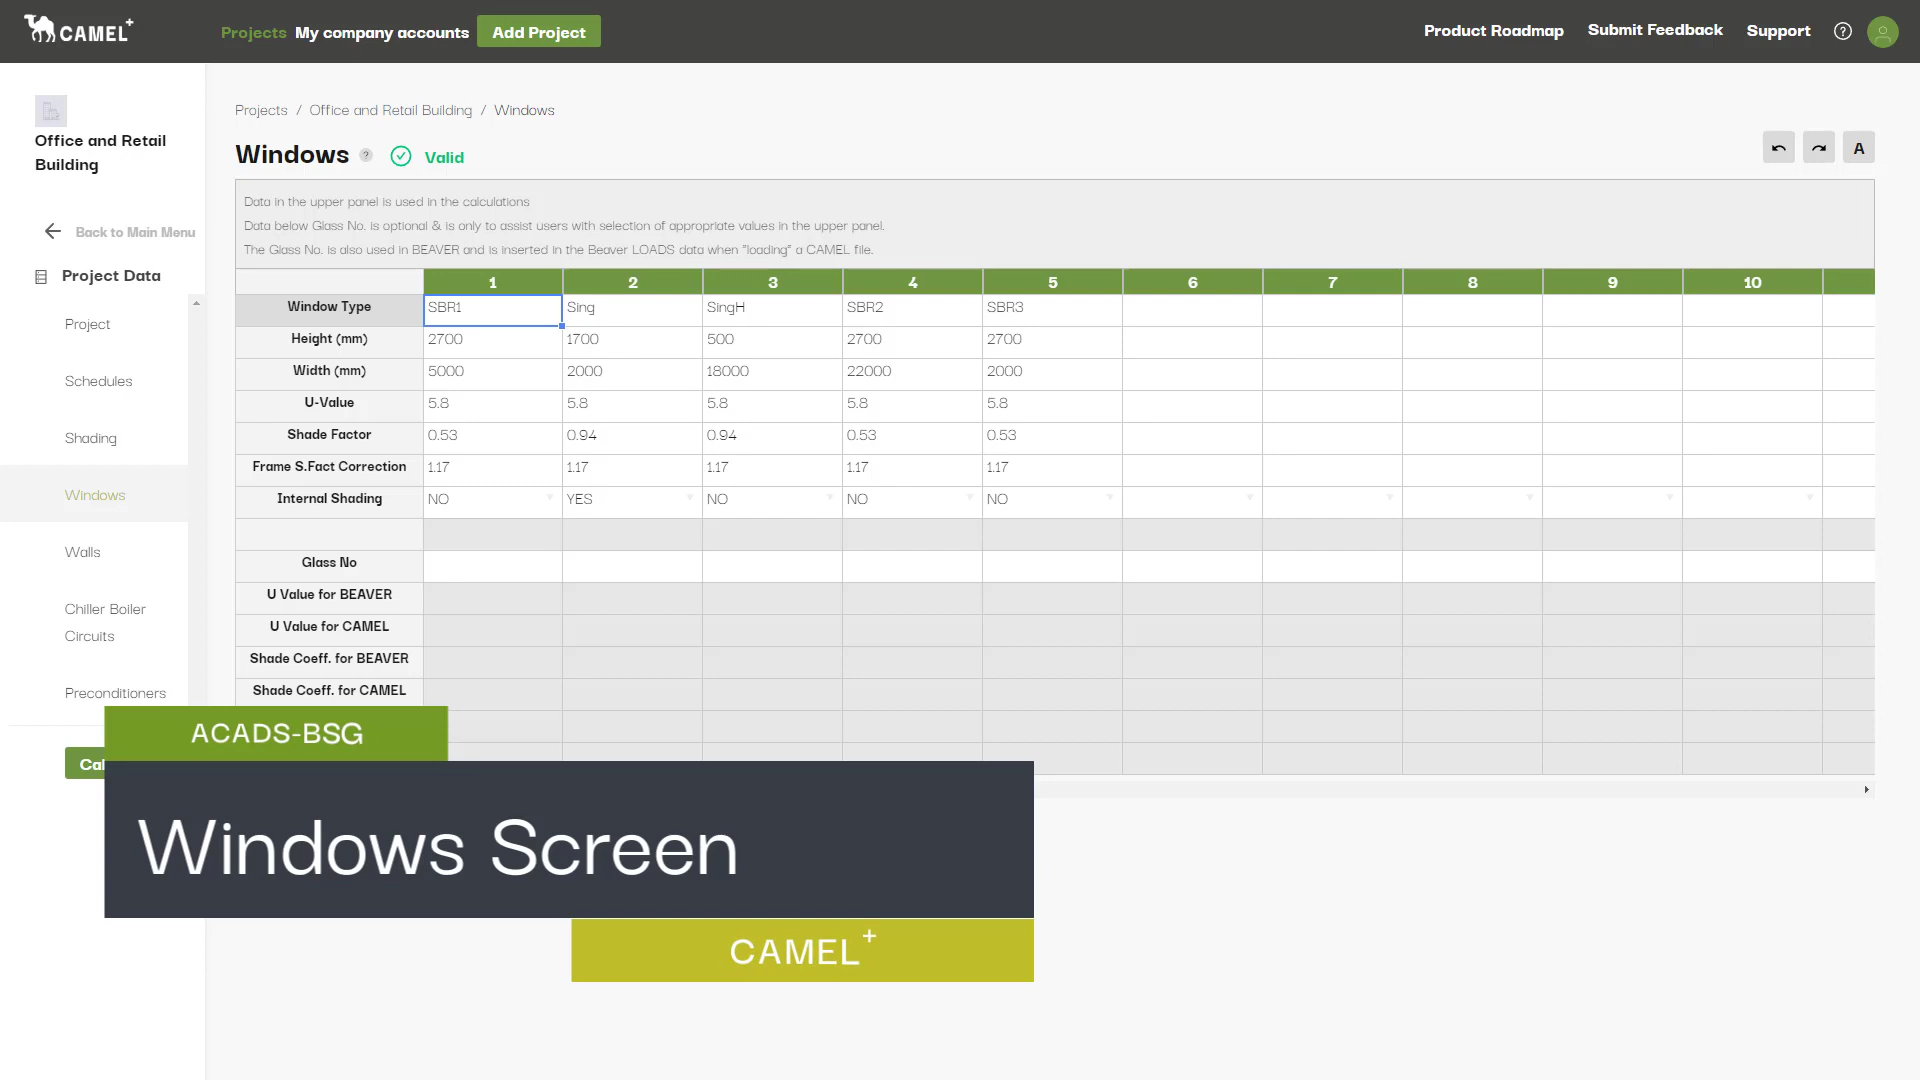 CAMEL+
Projects My company accounts Add Project
Product Roadmap Submit Feedback Support ?
Office and Retail
Building
Back to Main Menu
Project Data
Project
Schedules
Shading
Windows
Walls
Chiller Boiler
Circuits
Preconditioners
Projects / Office and Retail Building / Windows
Windows ? Valid
A
Data in the upper panel is used in the calculations
Data below Glass No. is optional & is only to assist users with selection of appropriate values in the upper panel.
The Glass No. is also used in BEAVER and is inserted in the Beaver LOADS data when "loading" a CAMEL file.
1 2 3 4 5 6 7 8 9 10
Window Type SBR1 Sing SingH SBR2 SBR3
Height (mm) 2700 1700 500 2700 2700
Width (mm) 5000 2000 18000 22000 2000
U-Value 5.8 5.8 5.8 5.8 5.8
Shade Factor 0.53 0.94 0.94 0.53 0.53
Frame S.Fact Correction 1.17 1.17 1.17 1.17 1.17
Internal Shading NO YES NO NO NO
Glass No
U Value for BEAVER
U Value for CAMEL
Shade Coeff. for BEAVER
Shade Coeff. for CAMEL
ACADS-BSG
Windows Screen
CAMEL+